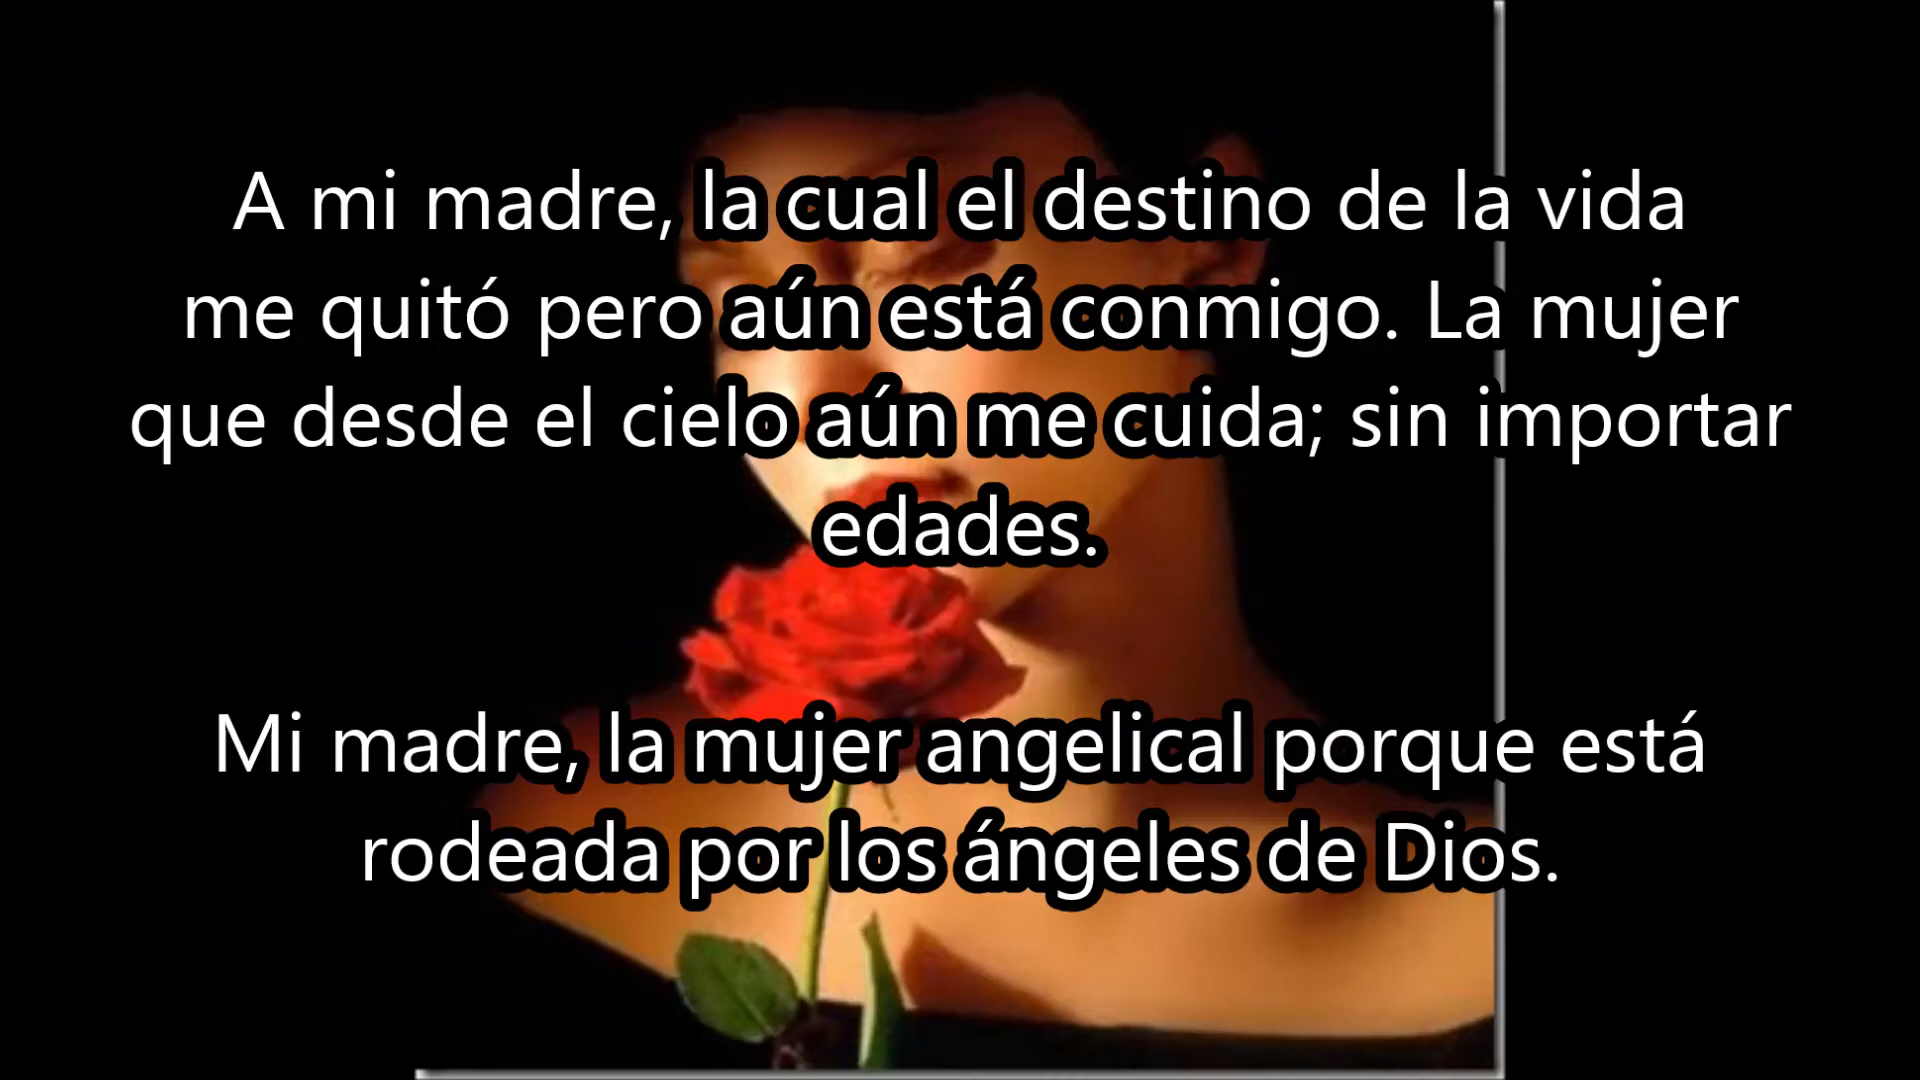 A mi madre, la cual el destino de la vida
me quitó pero aún está conmigo. La mujer
que desde el cielo aún me cuida; sin importar
edades.
Mi madre, la mujer angelical porque está
rodeada por los ángeles de Dios.